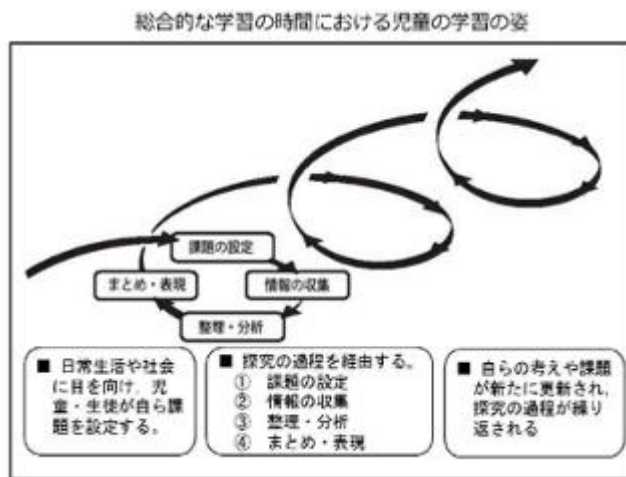 総合的な学習の時間における児童の学習の姿
課題の設定
まとめ・表現
情報の収集
整理・分析
■ 日常生活や社会
に目を向け，児
童・生徒が自ら課
題を設定する。
■ 探究の過程を経由する。
① 課題の設定
② 情報の収集
③ 整理・分析
④ まとめ・表現
■ 自らの考えや課題
が新たに更新され，
探究の過程が繰り
返される